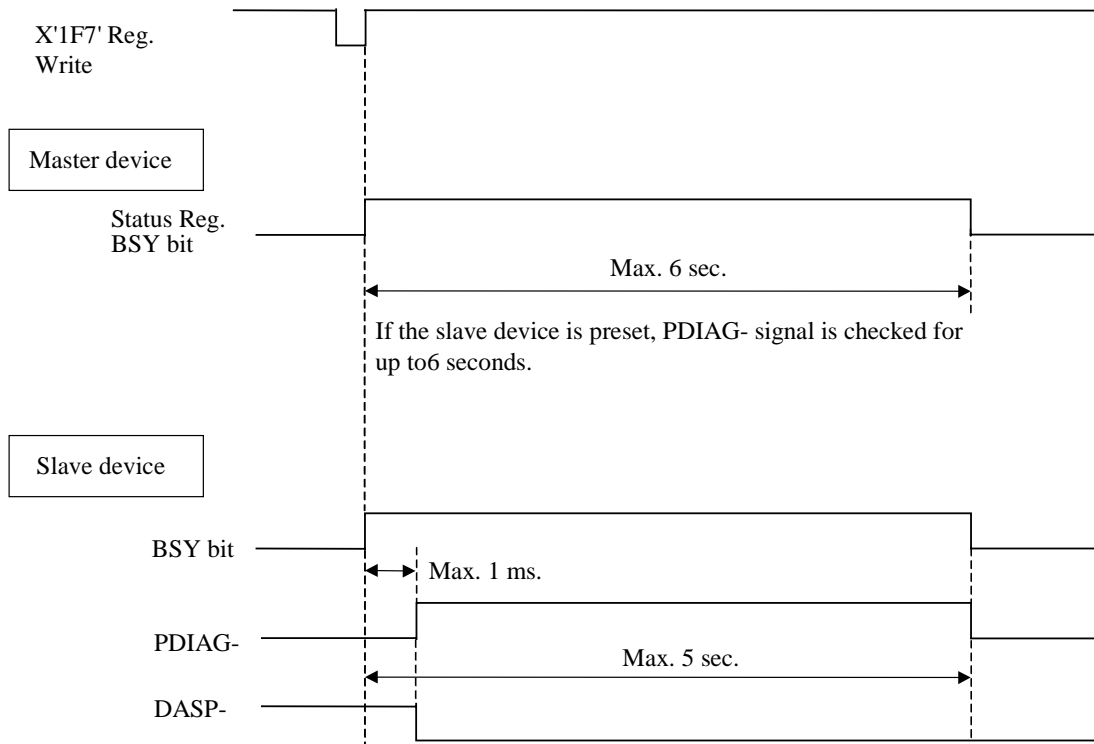 X'1F7' Reg.
Write
Master device
Status Reg.
BSY bit
Max. 6 sec.
If the slave device is preset, PDIAG- signal is checked for
up to6 seconds.
Slave device
BSY bit
Max. 1 ms.
PDIAG-
Max. 5 sec.
DASP-